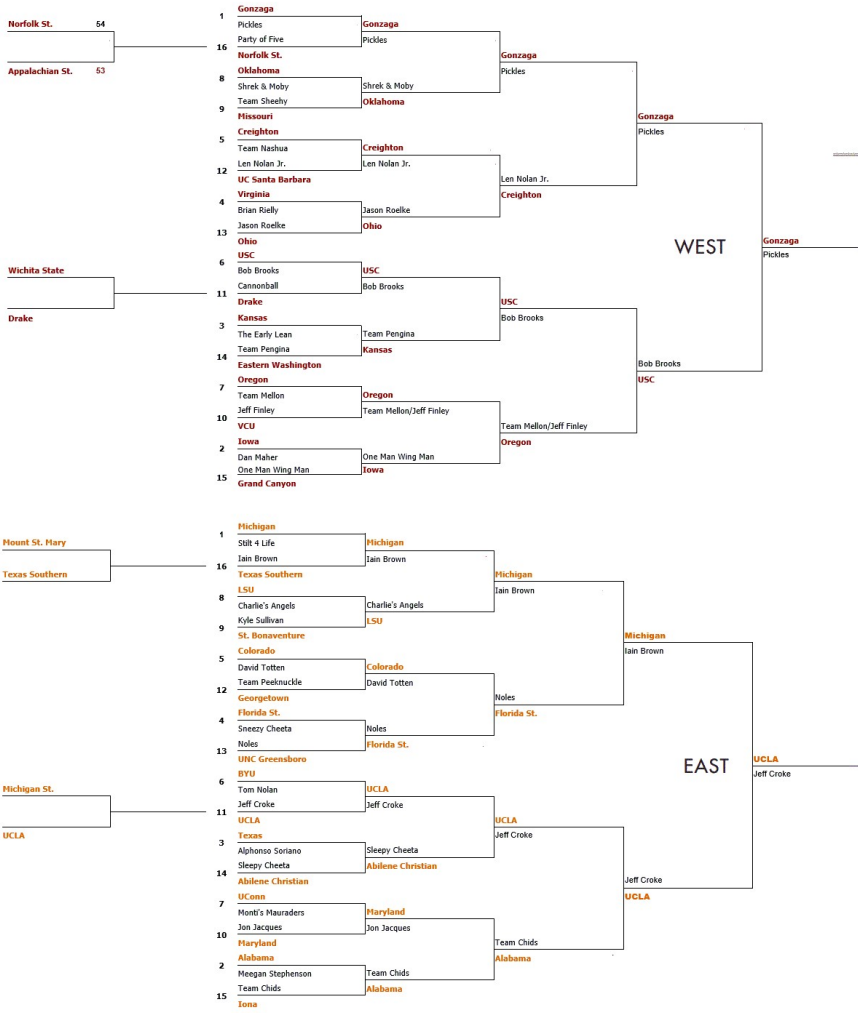 Norfolk St. 54
Appalachian St. 53
Wichita State
Drake
1
Gonzaga
Pickles
Party of Five
16
Norfolk St.
Oklahoma
8
Shrek & Moby
Team Sheehy
9
Missouri
Creighton
5
Team Nashua
Len Nolan Jr.
12
UC Santa Barbara
Virginia
4
Brian Rielly
Jason Roelke
13
Ohio
USC
6
Bob Brooks
Cannonball
11
Drake
Kansas
3
The Early Lean
Team Pengina
14
Eastern Washington
Oregon
7
Team Mellon
Jeff Finley
10
VCU
Iowa
2
Dan Maher
One Man Wing Man
15
Grand Canyon
Gonzaga
Pickles
Shrek & Moby
Oklahoma
Creighton
Len Nolan Jr.
Jason Roelke
Ohio
USC
Bob Brooks
Team Pengina
Kansas
Oregon
Team Mellon/Jeff Finley
One Man Wing Man
Iowa
Gonzaga
Pickles
Len Nolan Jr.
Creighton
USC
Bob Brooks
Team Mellon/Jeff Finley
Oregon
Gonzaga
Pickles
Bob Brooks
USC
WEST
Gonzaga
Pickles
Mount St. Mary
Texas Southern
Michigan St.
UCLA
Michigan
1
Stilt 4 Life
Iain Brown
16
Texas Southern
LSU
8
Charlie's Angels
Kyle Sullivan
9
St. Bonaventure
Colorado
5
David Totten
Team Peeknuckle
12
Georgetown
Florida St.
4
Sneezy Cheeta
Noles
13
UNC Greensboro
BYU
6
Tom Nolan
Jeff Croke
11
UCLA
Texas
3
Alphonso Soriano
Sleepy Cheeta
14
Abilene Christian
UConn
7
Monti's Mauraders
Jon Jacques
10
Maryland
Alabama
2
Meegan Stephenson
Team Chids
15
Iona
Michigan
Iain Brown
Charlie's Angels
LSU
Colorado
David Totten
Noles
Florida St.
UCLA
Jeff Croke
Sleepy Cheeta
Abilene Christian
Maryland
Jon Jacques
Team Chids
Alabama
Michigan
Iain Brown
Noles
Florida St.
UCLA
Jeff Croke
Team Chids
Alabama
Michigan
Iain Brown
Jeff Croke
UCLA
EAST
UCLA
Jeff Croke